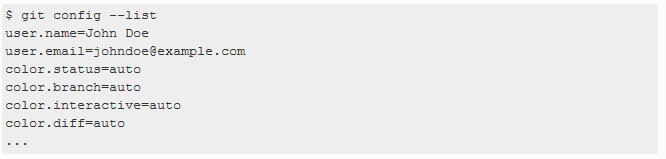 $ git config --list
user.name=John Doe
user.email=johndoe@example.com
color.status=auto
color.branch=auto
color.interactive=auto
color.diff=auto
...